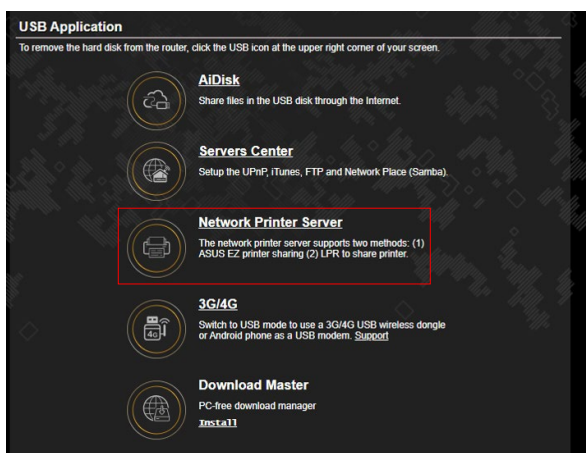 USB Application
To remove the hard disk from the router, click the USB icon at the upper right corner of your screen.
AiDisk
Share files in the USB disk through the Internet.
Servers Center
Setup the UPnP, iTunes, FTP and Network Place (Samba).
Network Printer Server
The network printer server supports two methods: (1)
ASUS EZ printer sharing (2) LPR to share printer.
3G/4G
4G
Switch to USB mode to use a 3G/4G USB wireless dongle
or Android phone as a USB modem. Support
Download Master
PC-free download manager
Install